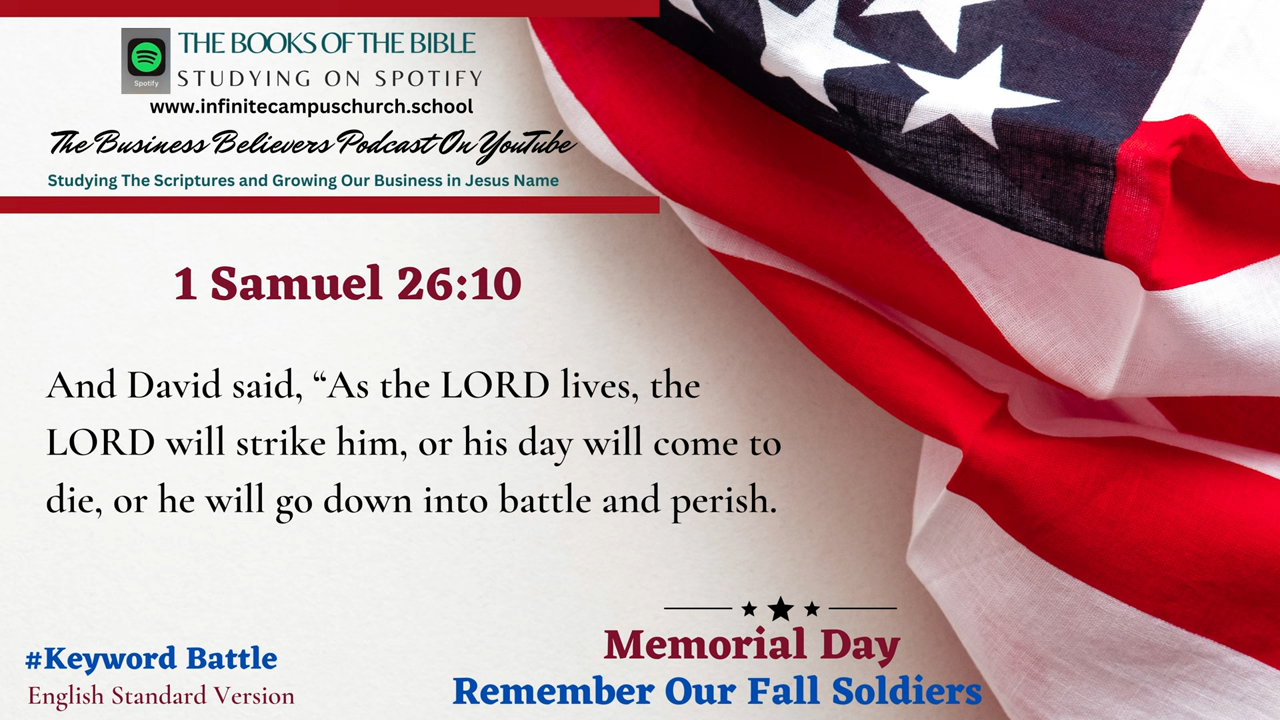 THE BOOKS OF THE BIBLE
Spotify
STUDYING ON SPOTIFY
www.infinitecampuschurch.school
The Business Believers Podcast On YouTube
Studying The Scriptures and Growing Our Business in Jesus Name
1 Samuel 26:10
And David said, “As the LORD lives, the
LORD will strike him, or his day will come to
die, or he will go down into battle and perish.
#Keyword Battle
English Standard Version
Memorial Day
Remember Our Fall Soldiers